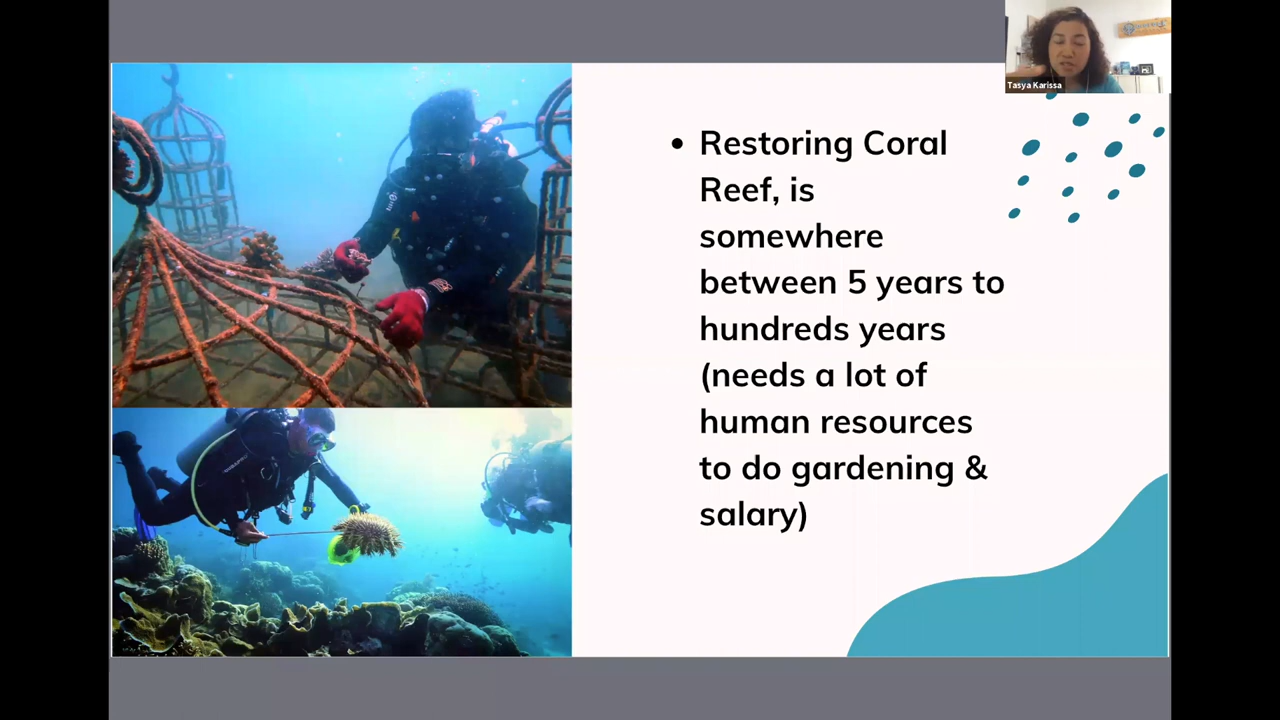 Tasya Karissa
• Restoring Coral
Reef, is
somewhere
between 5 years to
hundreds years
(needs a lot of
human resources
to do gardening &
salary)